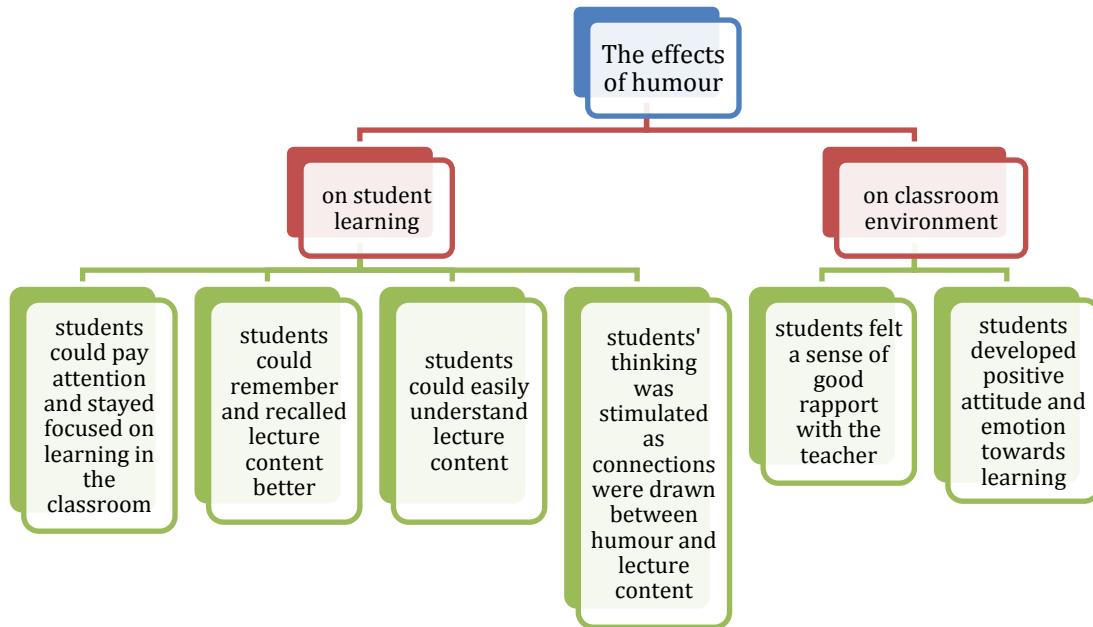 The effects
of humour
on student
learning
on classroom
environment
students
could pay
attention
and stayed
focused on
learning in
the
classroom
students
could
remember
and recalled
lecture
content
better
students
could easily
understand
lecture
content
students'
thinking
was
stimulated
as
connections
were drawn
between
humour and
lecture
content
students felt
a sense of
good
rapport
with the
teacher
students
developed
positive
attitude and
emotion
towards
learning